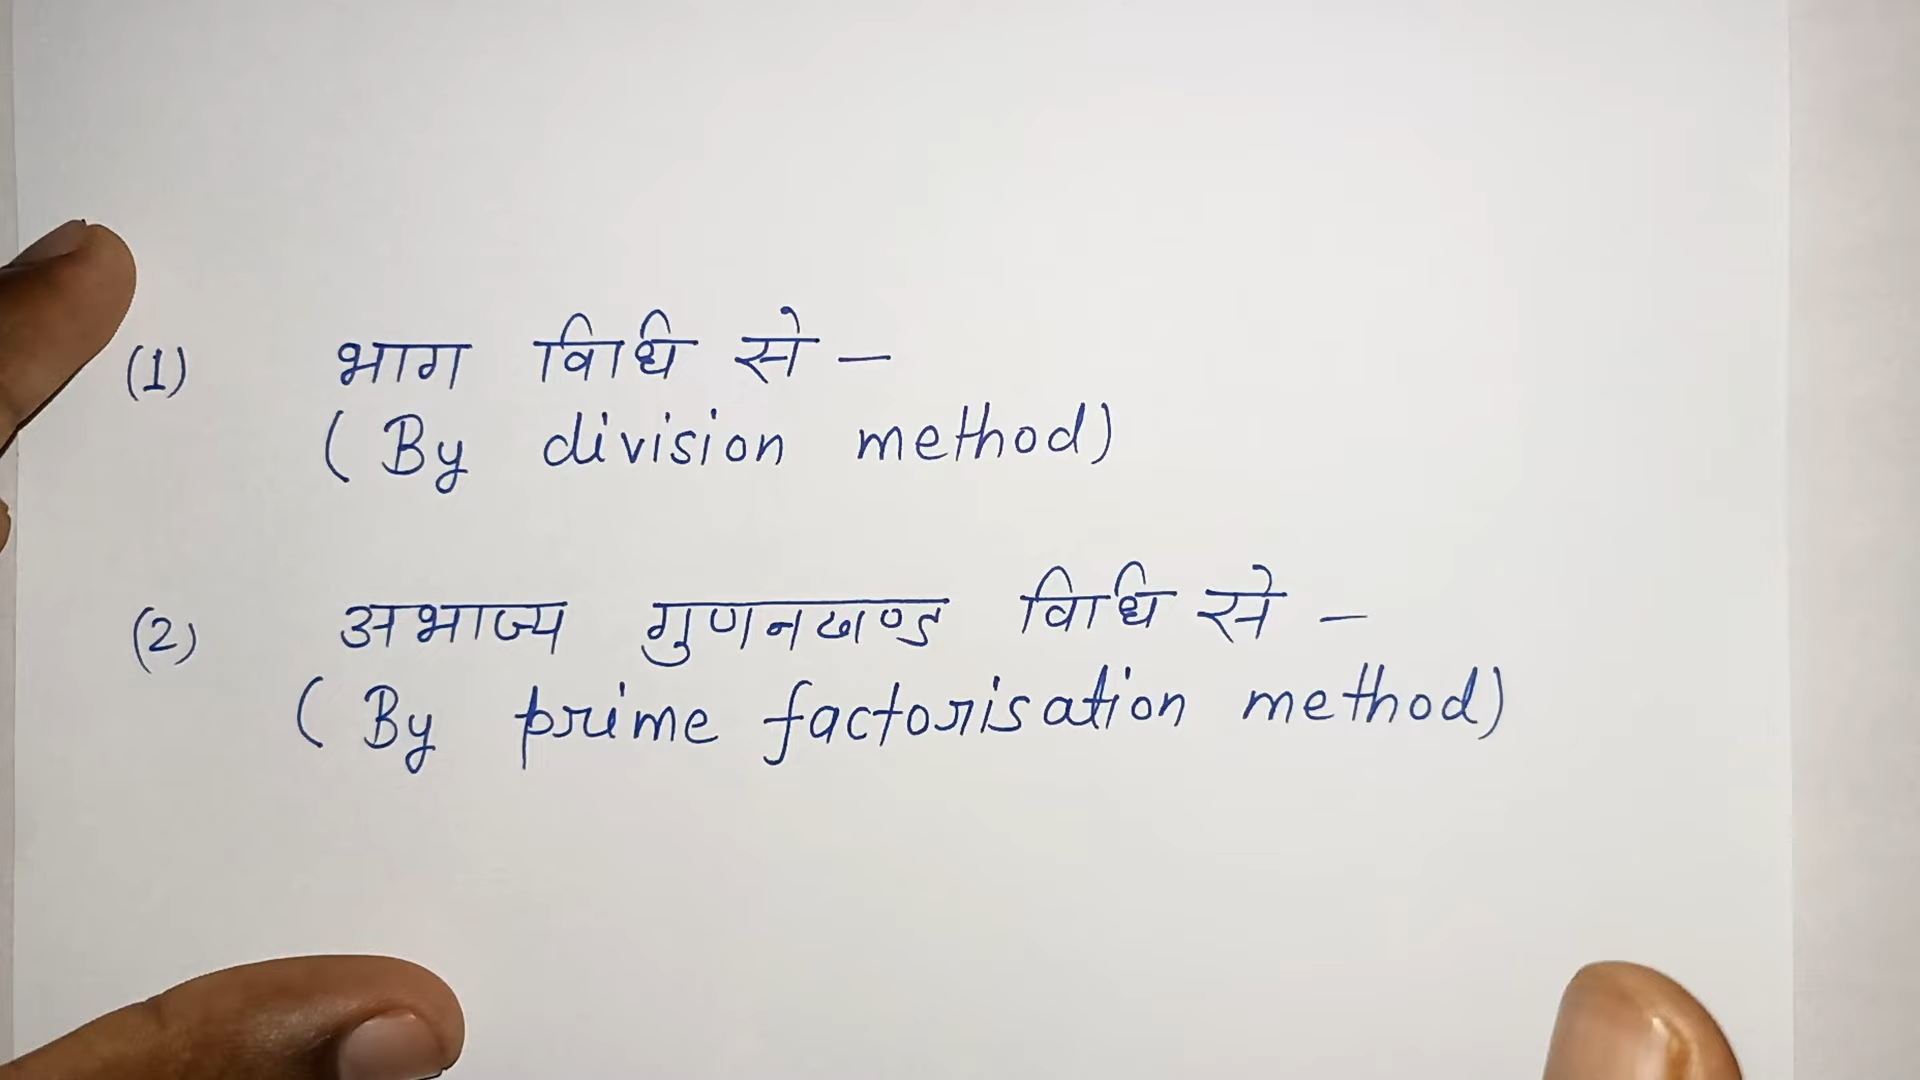 (1) भाग विधि से –
( By division method)
(2) अभाज्य गुणनखण्ड विधि से –
( By prime factorisation method)